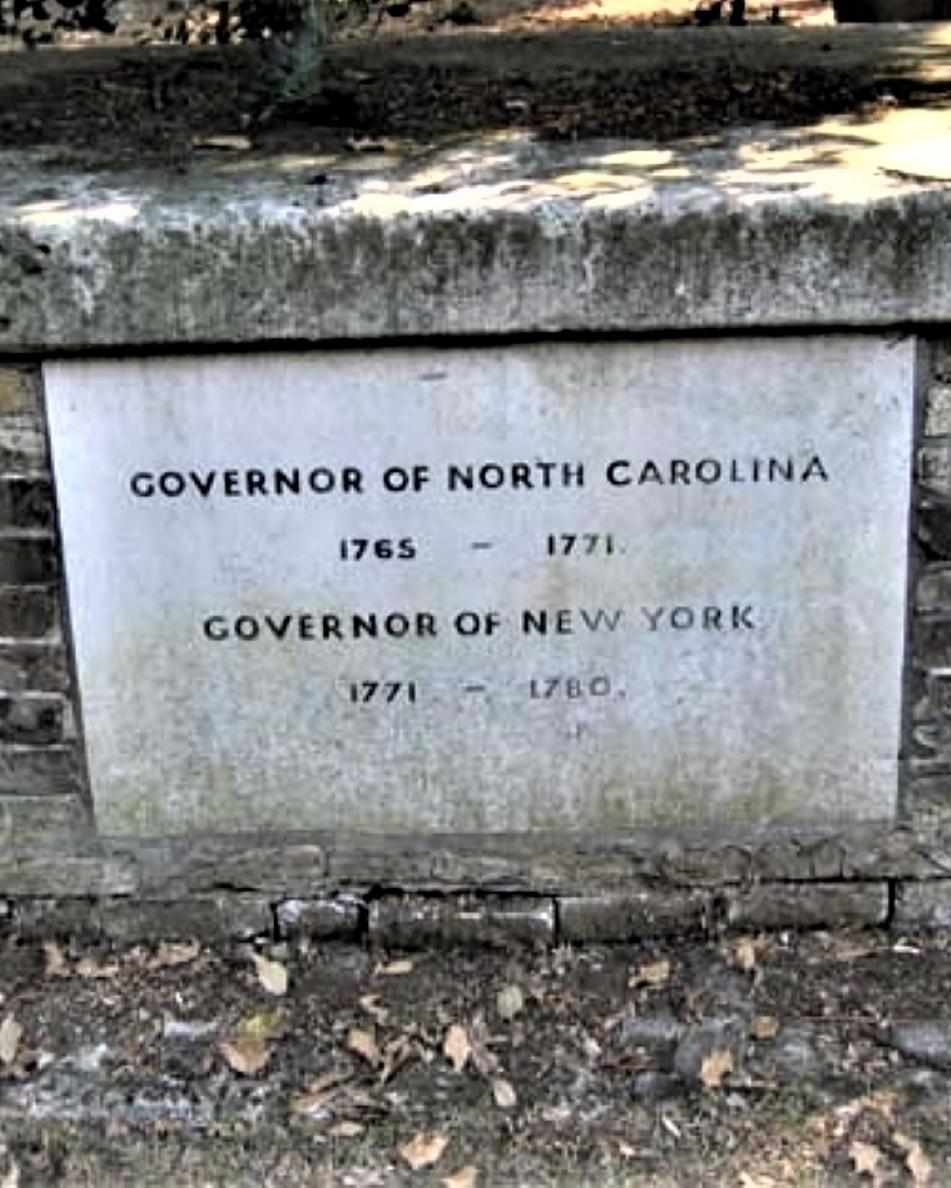 GOVERNOR OF NORTH CAROLINA
1765 – 1771.
GOVERNOR OF NEW YORK
1771 – 1780.